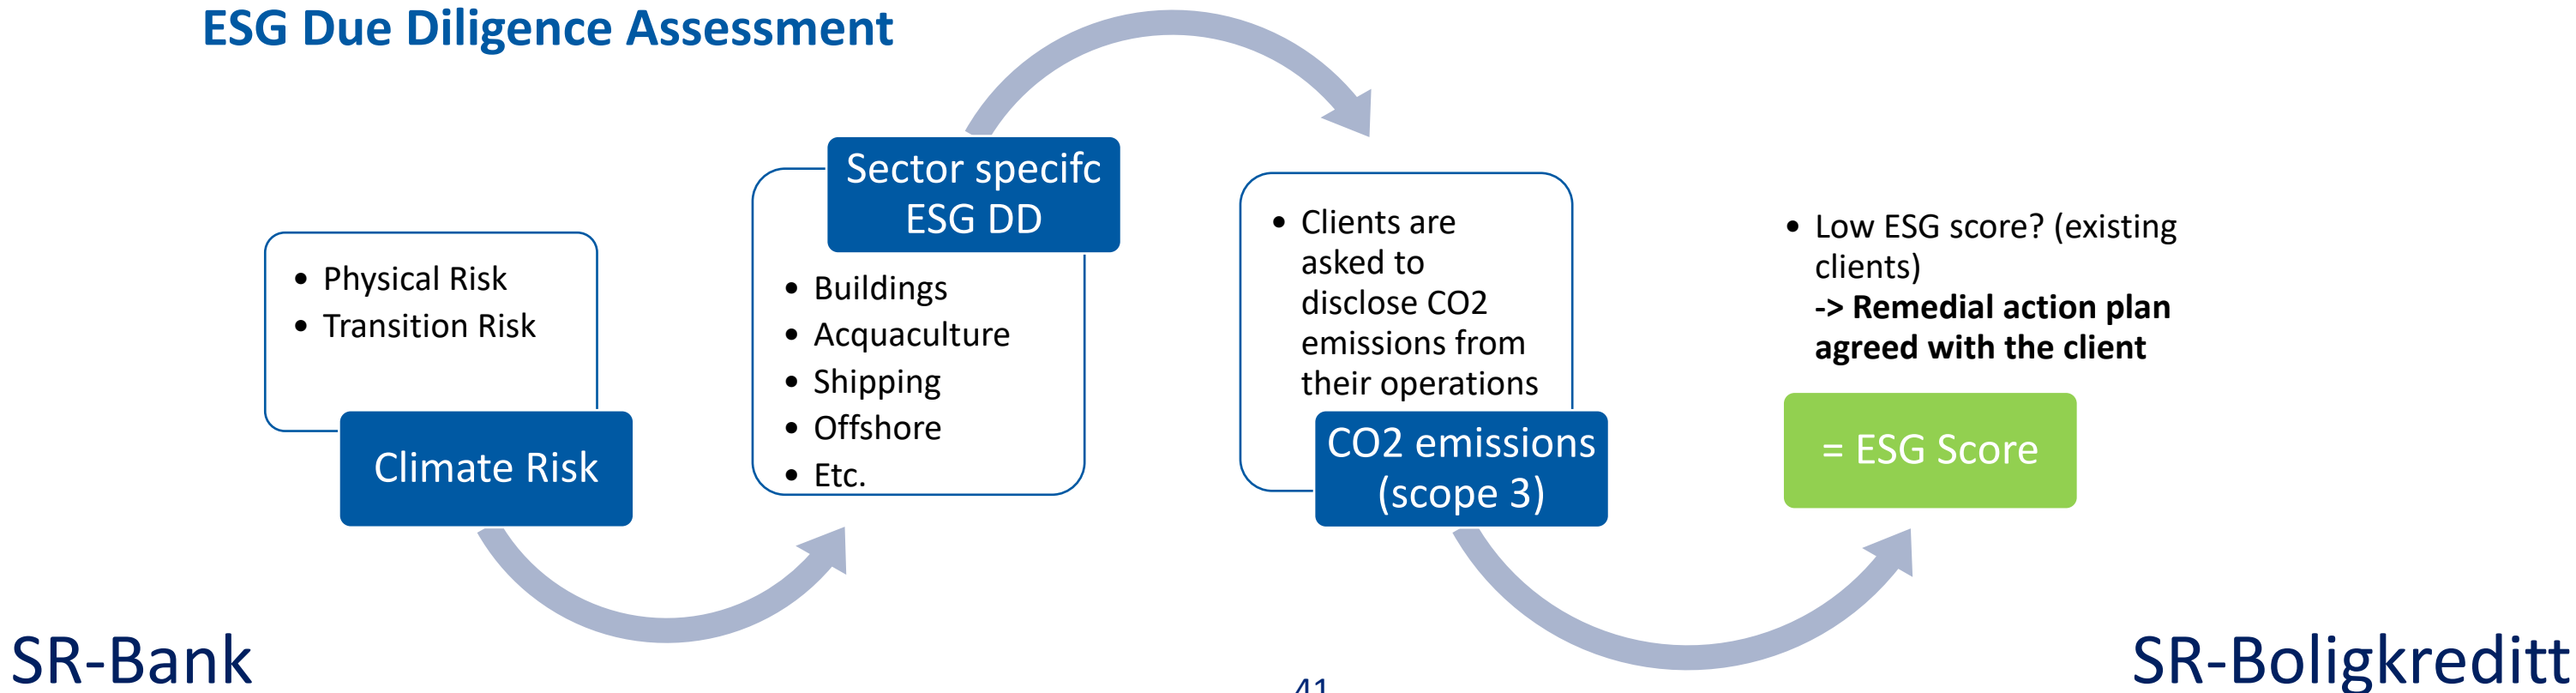 ESG Due Diligence Assessment
• Physical Risk
• Transition Risk
Climate Risk
Sector specifc
ESG DD
• Buildings
• Acquaculture
• Shipping
• Offshore
• Etc.
• Clients are
asked to
disclose CO2
emissions from
their operations
CO2 emissions
(scope 3)
• Low ESG score? (existing
clients)
-> Remedial action plan
agreed with the client
= ESG Score
SR-Bank
41
SR-Boligkreditt